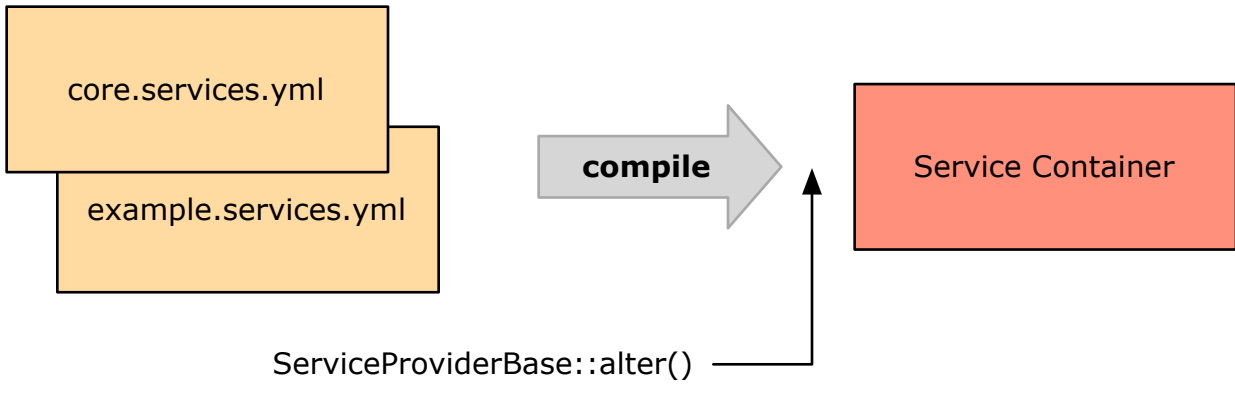 core.services.yml
example.services.yml
compile
Service Container
ServiceProviderBase::alter()